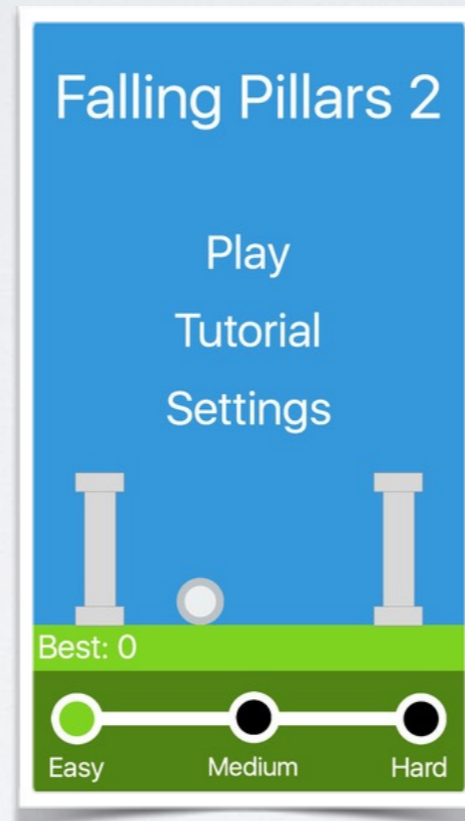 Falling Pillars 2
Play
Tutorial
Settings
Best: 0
Easy Medium Hard